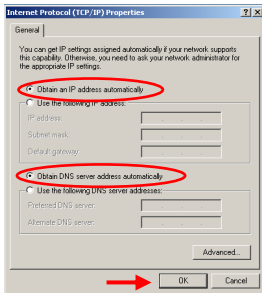 Internet Protocol (TCP/IP) Properties
General
You can get IP settings assigned automatically if your network supports
this capability. Otherwise, you need to ask your network administrator for
the appropriate IP settings.
Obtain an IP address automatically
Use the following IP address:
IP address:
Subnet mask:
Default gateway:
Obtain DNS server address automatically
Use the following DNS server addresses:
Preferred DNS server:
Alternate DNS server:
Advanced...
OK Cancel